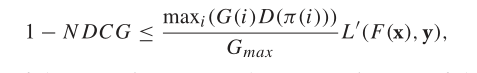 1 − NDCG ≤ max_i(G(i)D(π(i))) / G_max L′(F(x), y),